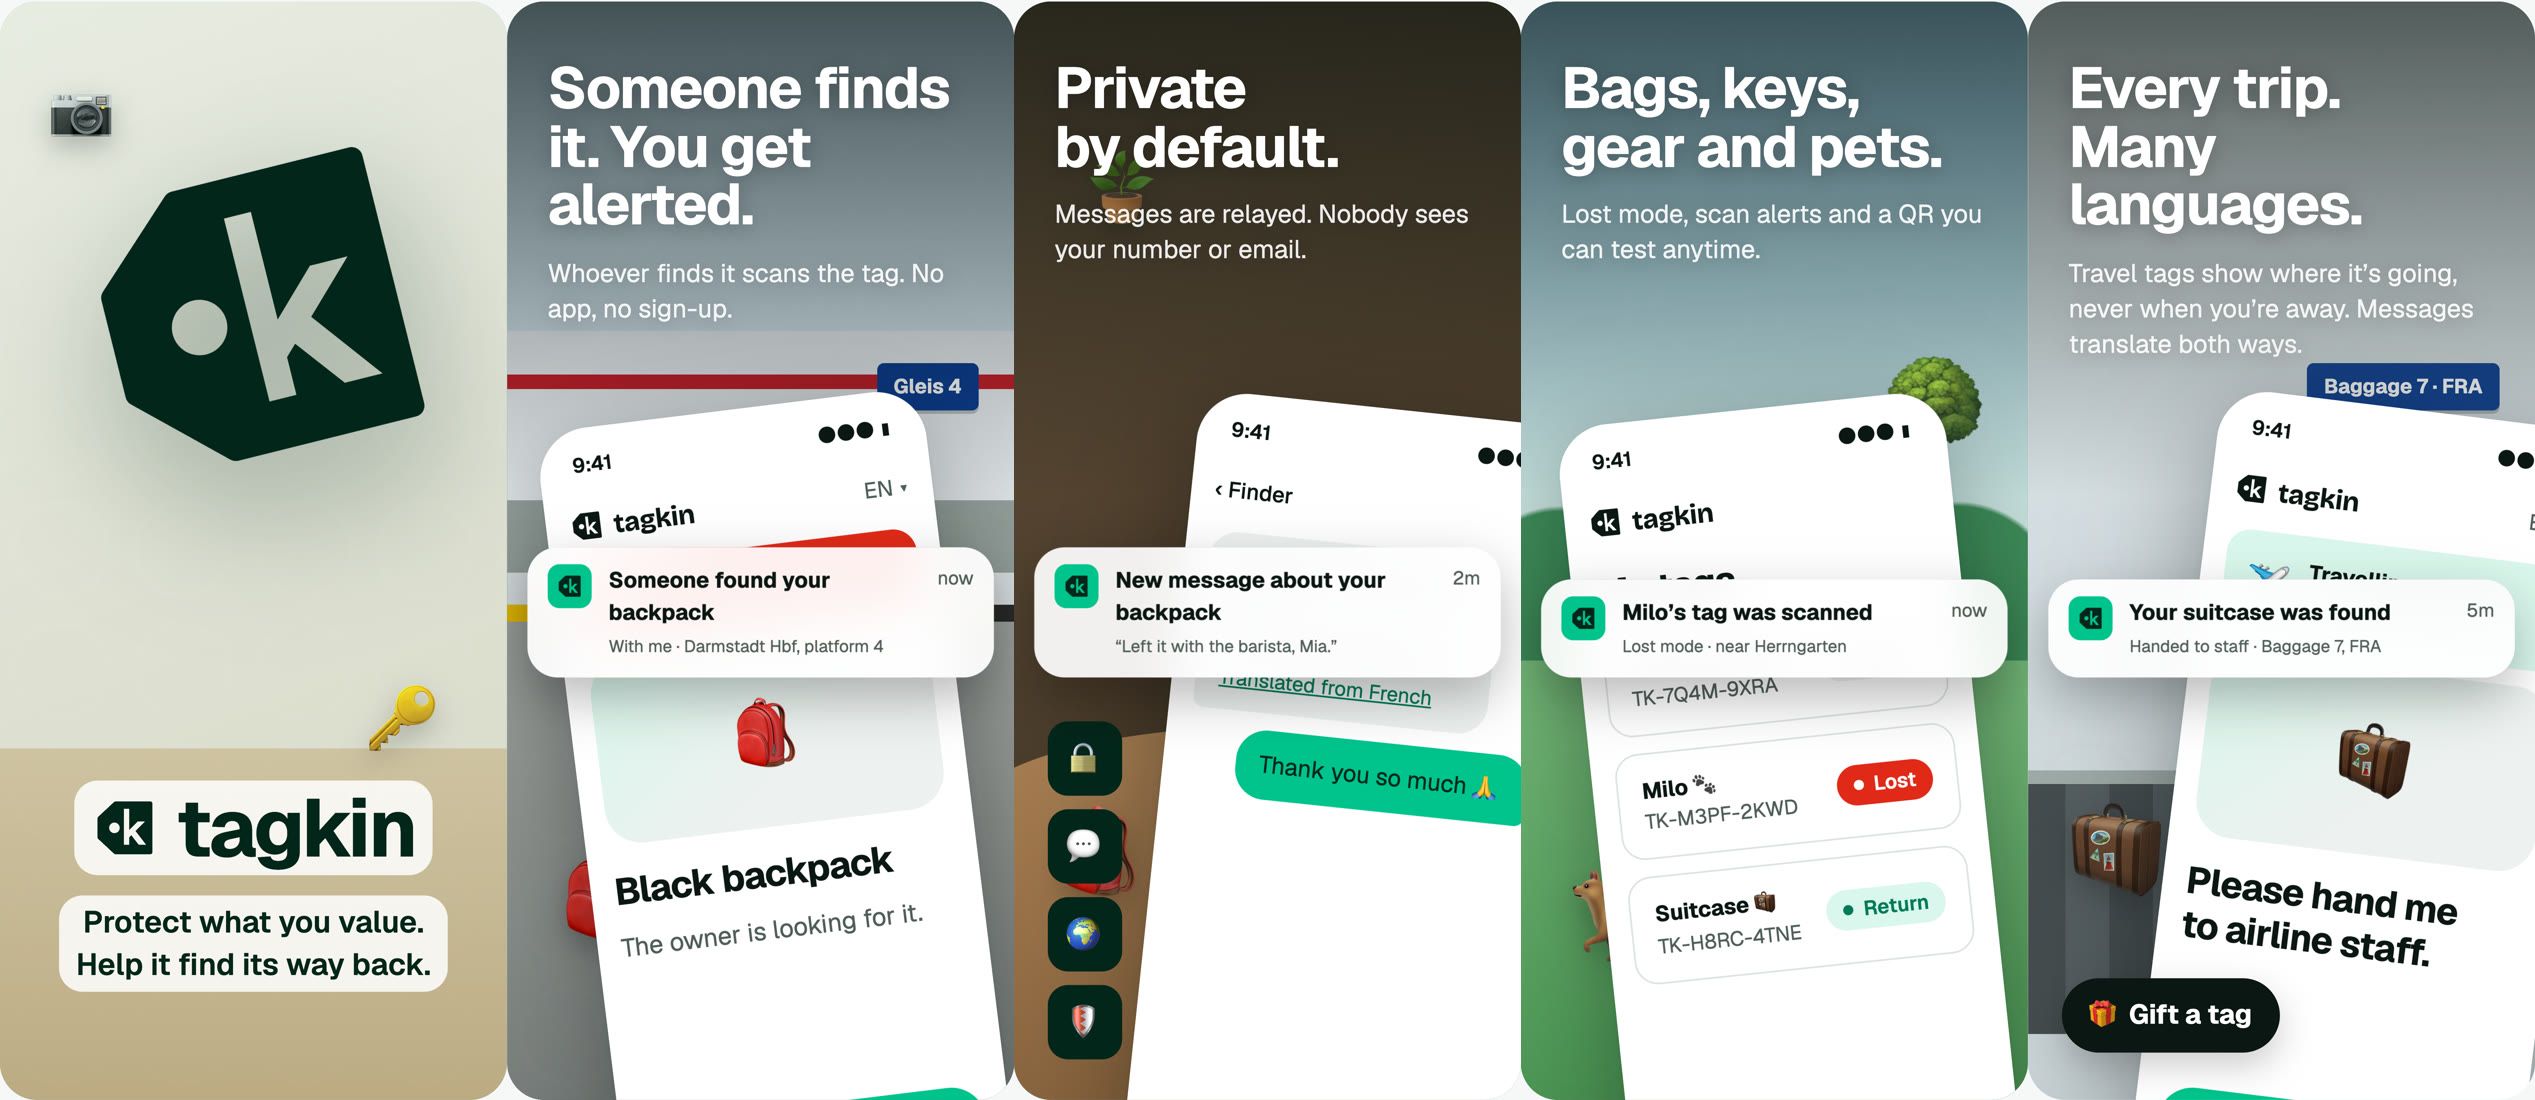 k
k tagkin
Protect what you value.
Help it find its way back.
Someone finds
it. You get
alerted.
Whoever finds it scans the tag. No
app, no sign-up.
Gleis 4
9:41
EN
k tagkin
Someone found your
backpack
now
With me · Darmstadt Hbf, platform 4
Black backpack
The owner is looking for it.
Private
by default.
Messages are relayed. Nobody sees
your number or email.
9:41
‹ Finder
New message about your
backpack
2m
“Left it with the barista, Mia.”
Translated from French
Thank you so much 🙏
Bags, keys,
gear and pets.
Lost mode, scan alerts and a QR you
can test anytime.
9:41
k tagkin
Milo’s tag was scanned
now
Lost mode · near Herrngarten
TK-7Q4M-9XRA
Milo 🐾
TK-M3PF-2KWD
Lost
Suitcase 🧳
TK-H8RC-4TNE
Return
Every trip.
Many
languages.
Travel tags show where it’s going,
never when you’re away. Messages
translate both ways.
Baggage 7 · FRA
9:41
k tagkin
Your suitcase was found
5m
Handed to staff · Baggage 7, FRA
Please hand me
to airline staff.
🎁 Gift a tag